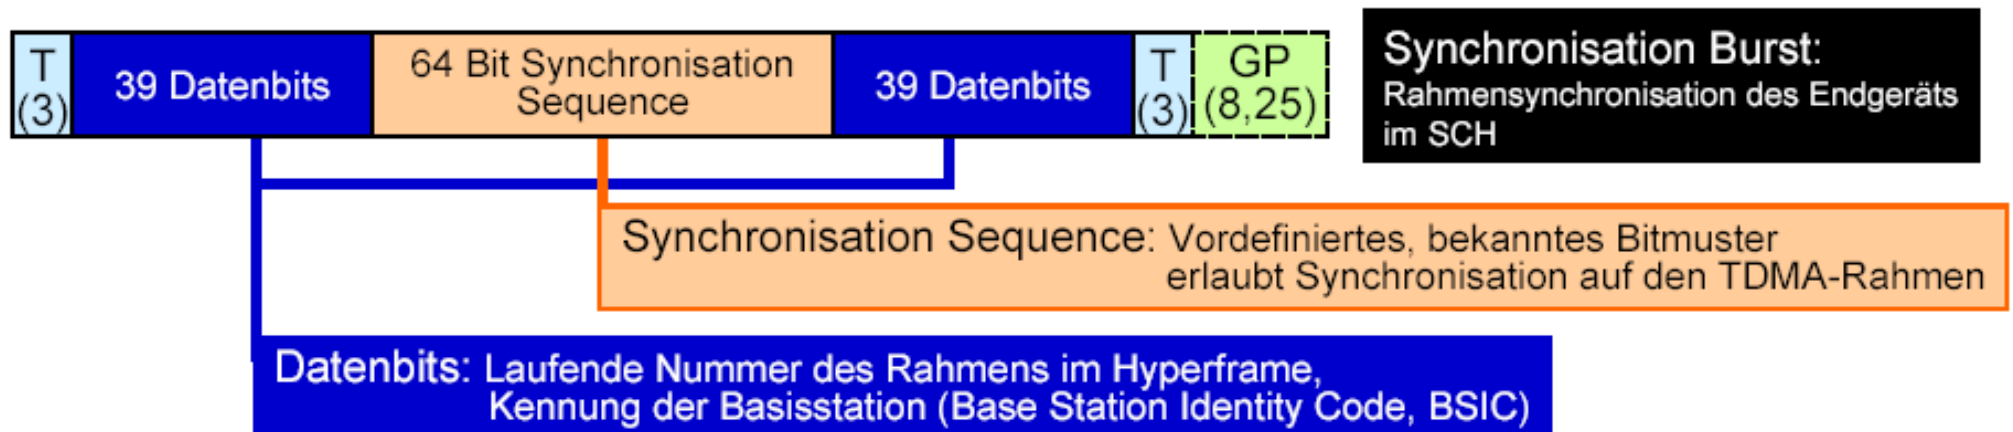 T
(3)
39 Datenbits
64 Bit Synchronisation
Sequence
39 Datenbits
T
(3)
GP
(8,25)
Synchronisation Burst:
Rahmensynchronisation des Endgeräts
im SCH
Synchronisation Sequence: Vordefiniertes, bekanntes Bitmuster
erlaubt Synchronisation auf den TDMA-Rahmen
Datenbits: Laufende Nummer des Rahmens im Hyperframe,
Kennung der Basisstation (Base Station Identity Code, BSIC)